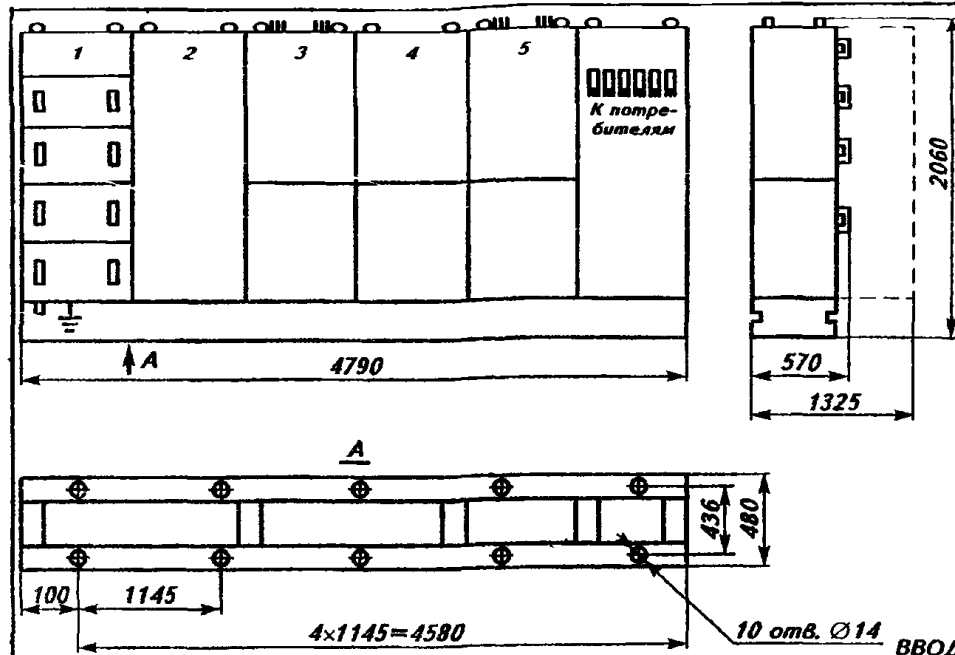 1 2 3 4 5
К потре-
бителям
2060
А
4790
570
1325
А
436
480
100
1145
4×1145=4580
10 отв. ∅14
ВВОД